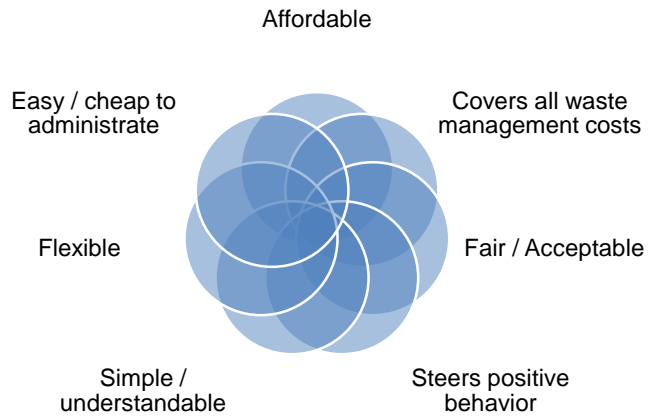 Affordable
Easy / cheap to
administrate
Covers all waste
management costs
Flexible
Fair / Acceptable
Simple /
understandable
Steers positive
behavior